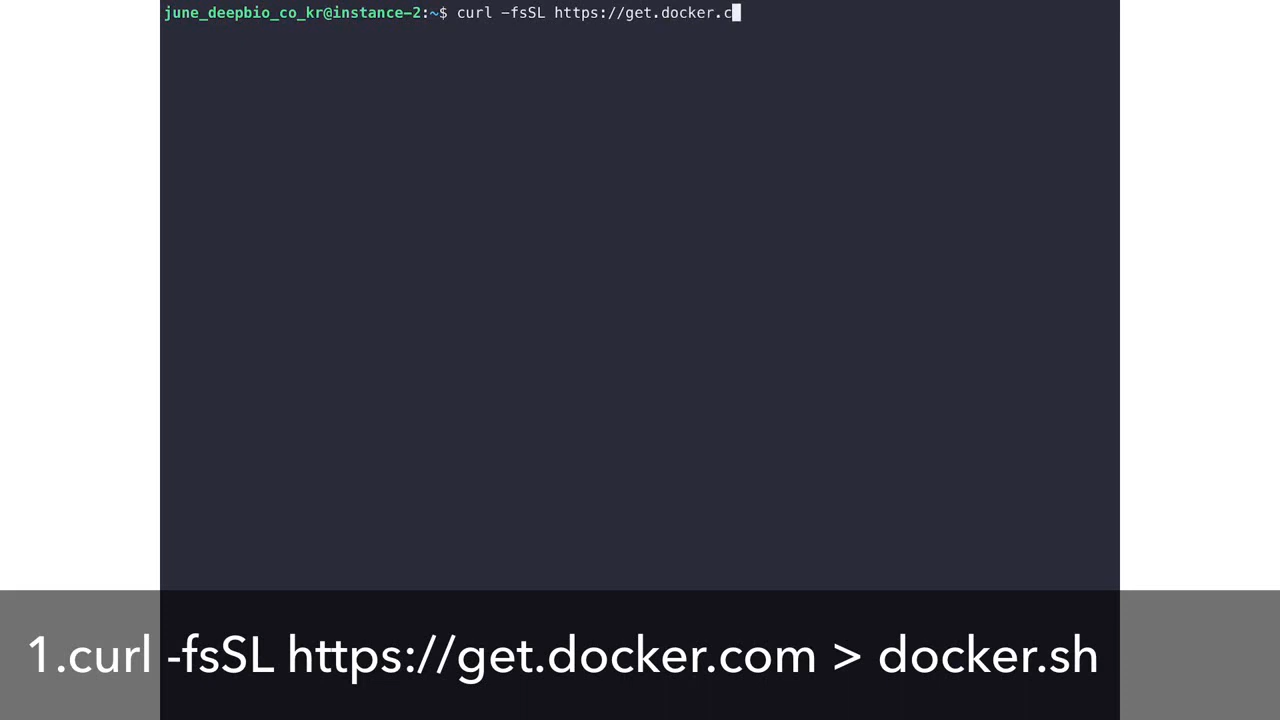 june_deepbio_co_kr@instance-2:~$ curl -fsSL https://get.docker.c
1.curl -fsSL https://get.docker.com > docker.sh